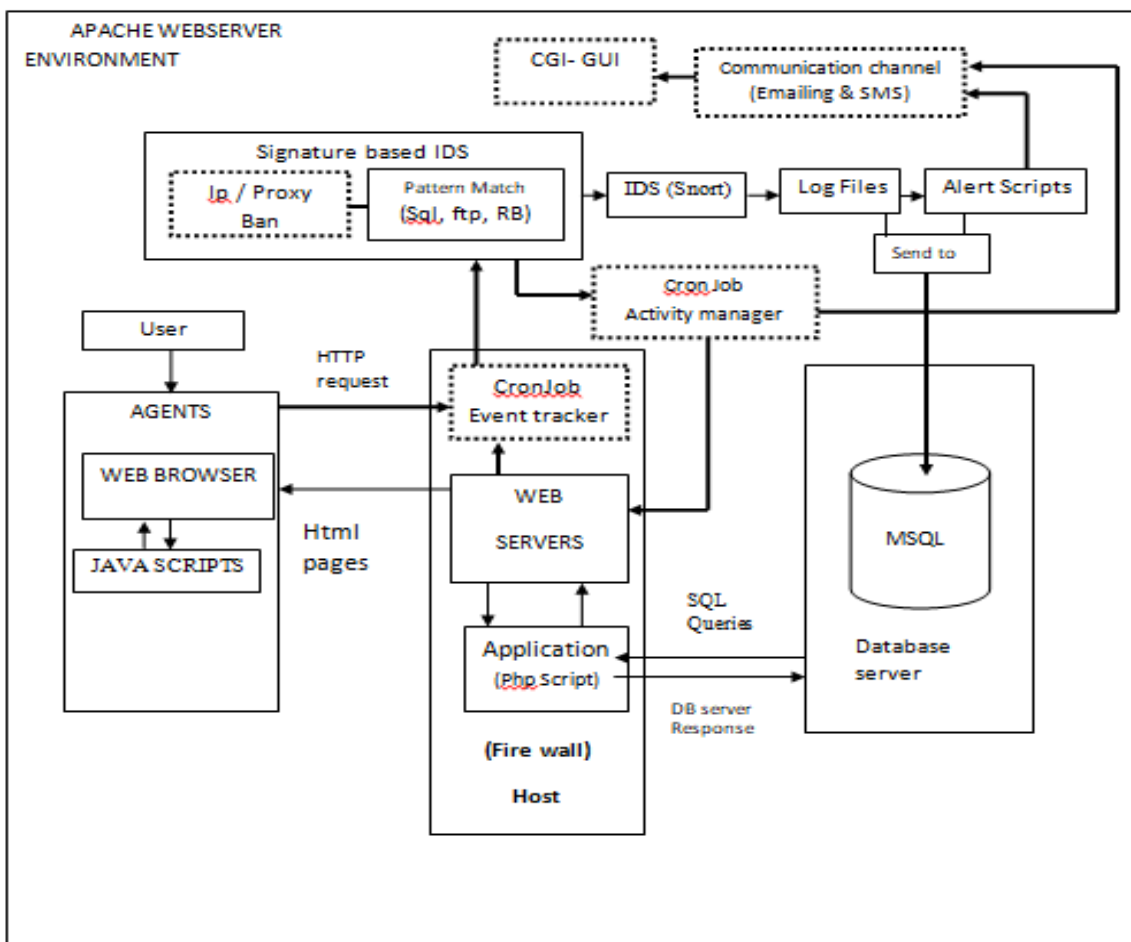 APACHE WEBSERVER
ENVIRONMENT
CGI- GUI
Communication channel
(Emailing & SMS)
Signature based IDS
Ip / Proxy
Ban
Pattern Match
(Sql, ftp, RB)
IDS (Snort)
Log Files
Alert Scripts
Send to
CronJob
Activity manager
User
HTTP
request
AGENTS
CronJob
Event tracker
WEB BROWSER
WEB
SERVERS
Html
pages
JAVA SCRIPTS
MSQL
SQL
Queries
Application
(Php Script)
Database
server
DB server
Response
(Fire wall)
Host